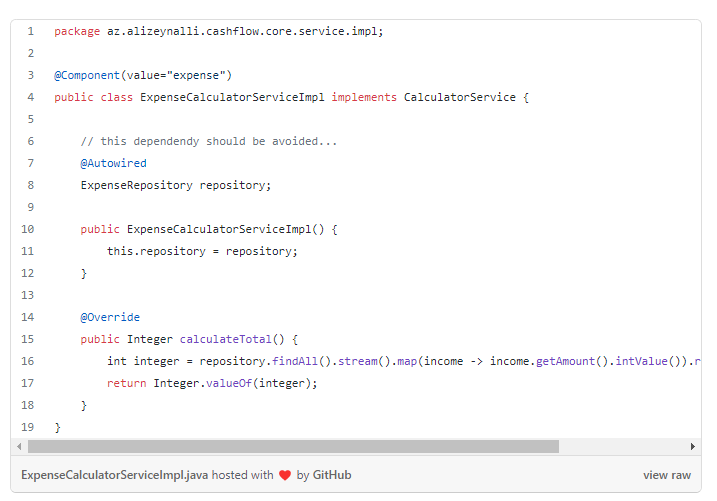 1 package az.alizeynalli.cashflow.core.service.impl;
2
3 @Component(value="expense")
4 public class ExpenseCalculatorServiceImpl implements CalculatorService {
5
6 // this dependendy should be avoided...
7 @Autowired
8 ExpenseRepository repository;
9
10 public ExpenseCalculatorServiceImpl() {
11 this.repository = repository;
12 }
13
14 @Override
15 public Integer calculateTotal() {
16 int integer = repository.findAll().stream().map(income -> income.getAmount().intValue()).r
17 return Integer.valueOf(integer);
18 }
19 }
ExpenseCalculatorServiceImpl.java hosted with ❤ by GitHub view raw